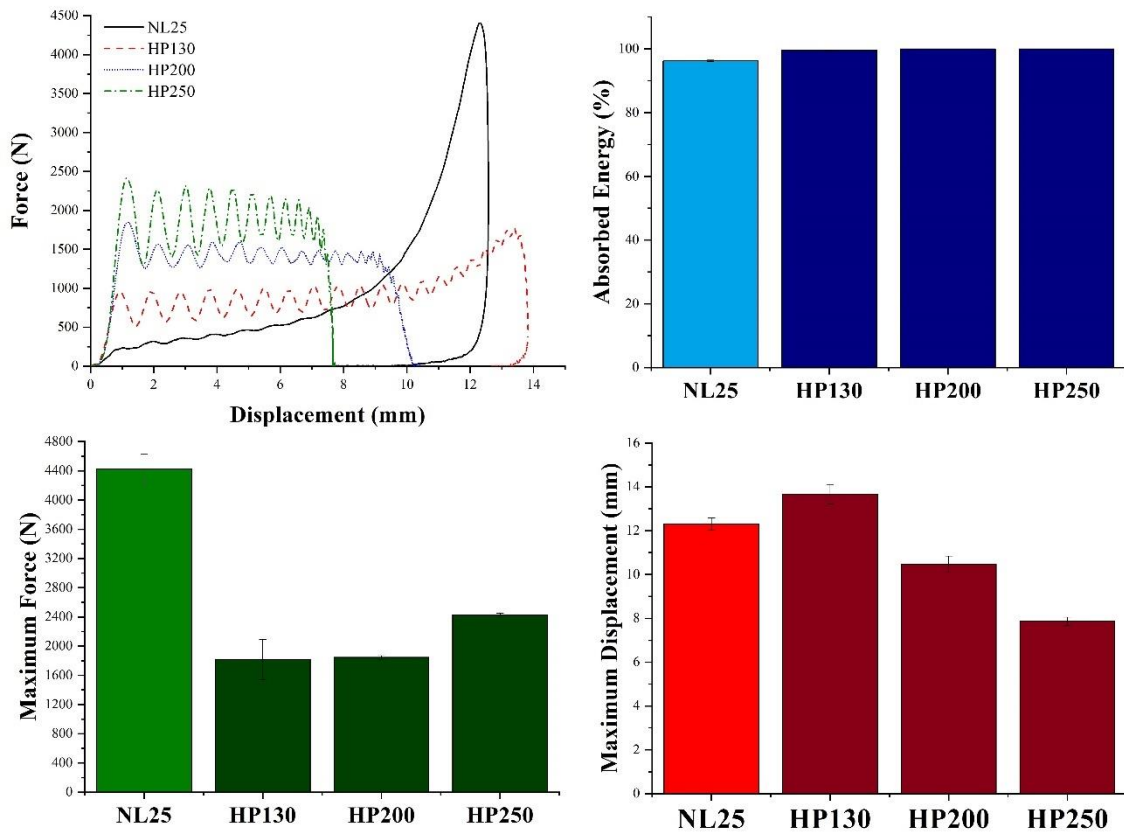 4500
4000
3500
3000
2500
2000
1500
1000
500
0
Force (N)
NL25
HP130
HP200
HP250
0 2 4 6 8 10 12 14
Displacement (mm)
100
80
60
40
20
0
Absorbed Energy (%)
NL25 HP130 HP200 HP250
4800
4400
4000
3600
3200
2800
2400
2000
1600
1200
800
400
0
Maximum Force (N)
NL25 HP130 HP200 HP250
16
14
12
10
8
6
4
2
0
Maximum Displacement (mm)
NL25 HP130 HP200 HP250